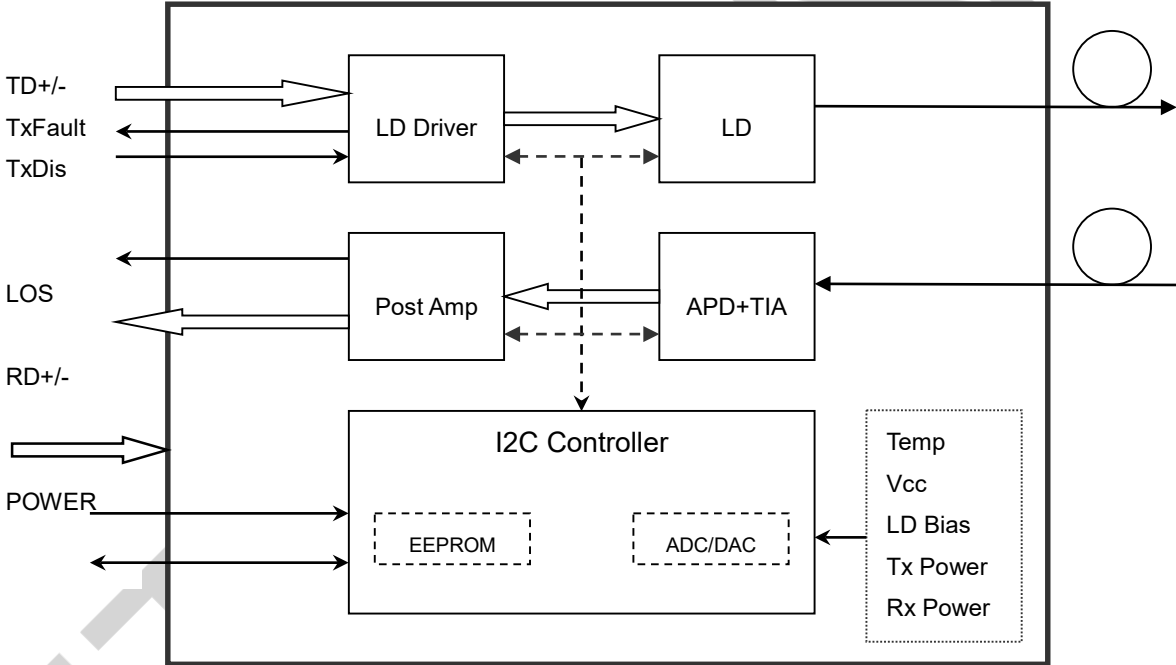 TD+/-
TxFault
TxDis
LD Driver
LD
LOS
RD+/-
Post Amp
APD+TIA
POWER
I2C Controller
EEPROM
ADC/DAC
Temp
Vcc
LD Bias
Tx Power
Rx Power